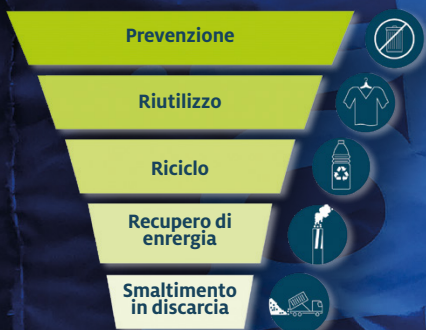 Prevenzione
Riutilizzo
Riciclo
Recupero di
enrergia
Smaltimento
in discarcia